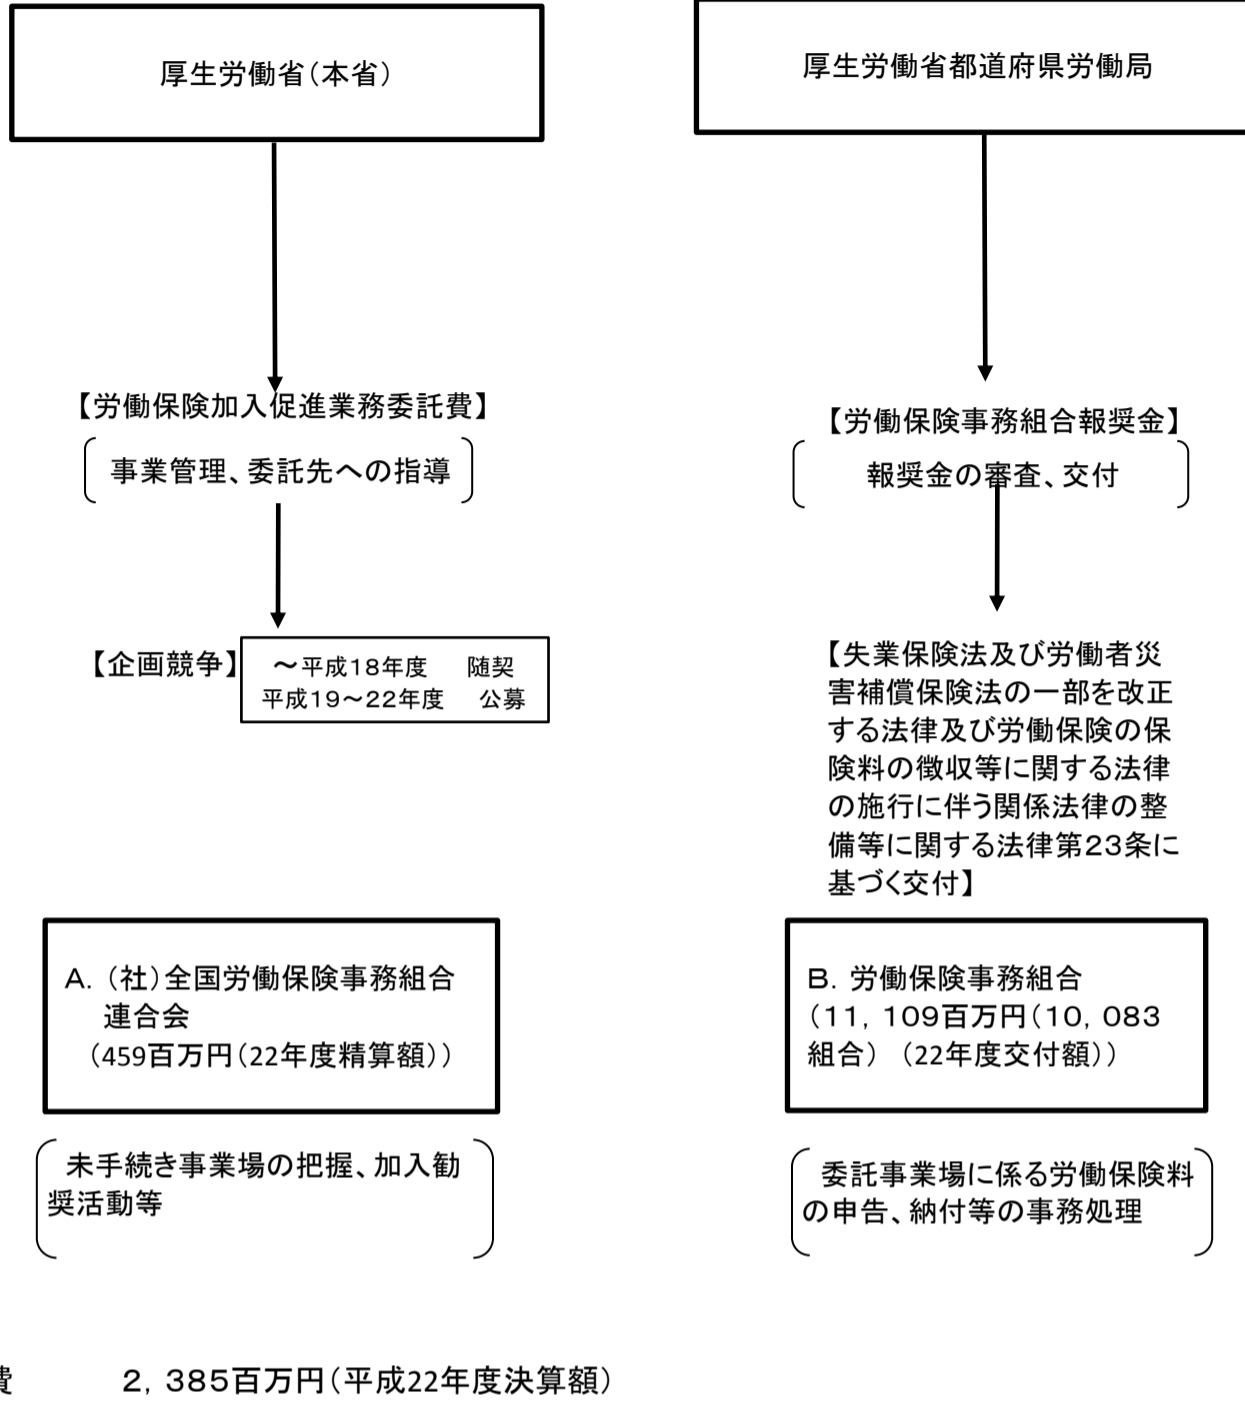 厚生労働省（本省）
【労働保険加入促進業務委託費】
事業管理、委託先への指導
【企画競争】
～平成１８年度　随契
平成１９～２２年度　公募
A．（社）全国労働保険事務組合
連合会
（459百万円（22年度精算額））
未手続き事業場の把握、加入勧
奨活動等
厚生労働省都道府県労働局
【労働保険事務組合報奨金】
報奨金の審査、交付
【失業保険法及び労働者災
害補償保険法の一部を改正
する法律及び労働保険の保
険料の徴収等に関する法律
の施行に伴う関係法律の整
備等に関する法律第２３条に
基づく交付】
B．労働保険事務組合
（１１，１０９百万円（１０，０８３
組合）（22年度交付額））
委託事業場に係る労働保険料
の申告、納付等の事務処理
費　２，３８５百万円（平成22年度決算額）